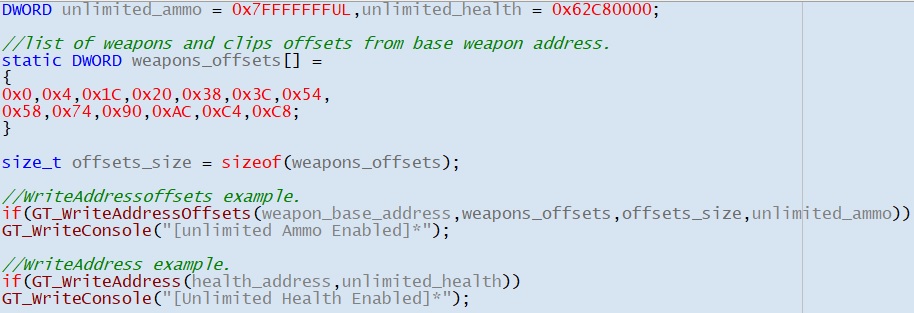 DWORD unlimited_ammo = 0x7FFFFFFFUL,unlimited_health = 0x62C80000;
//list of weapons and clips offsets from base weapon address.
static DWORD weapons_offsets[] =
{
0x0,0x4,0x1C,0x20,0x38,0x3C,0x54,
0x58,0x74,0x90,0xAC,0xC4,0xC8;
}
size_t offsets_size = sizeof(weapons_offsets);
//WriteAddressoffsets example.
if(GT_WriteAddressOffsets(weapon_base_address,weapons_offsets,offsets_size,unlimited_ammo))
GT_WriteConsole("[unlimited Ammo Enabled]*");
//WriteAddress example.
if(GT_WriteAddress(health_address,unlimited_health))
GT_WriteConsole("[Unlimited Health Enabled]*");